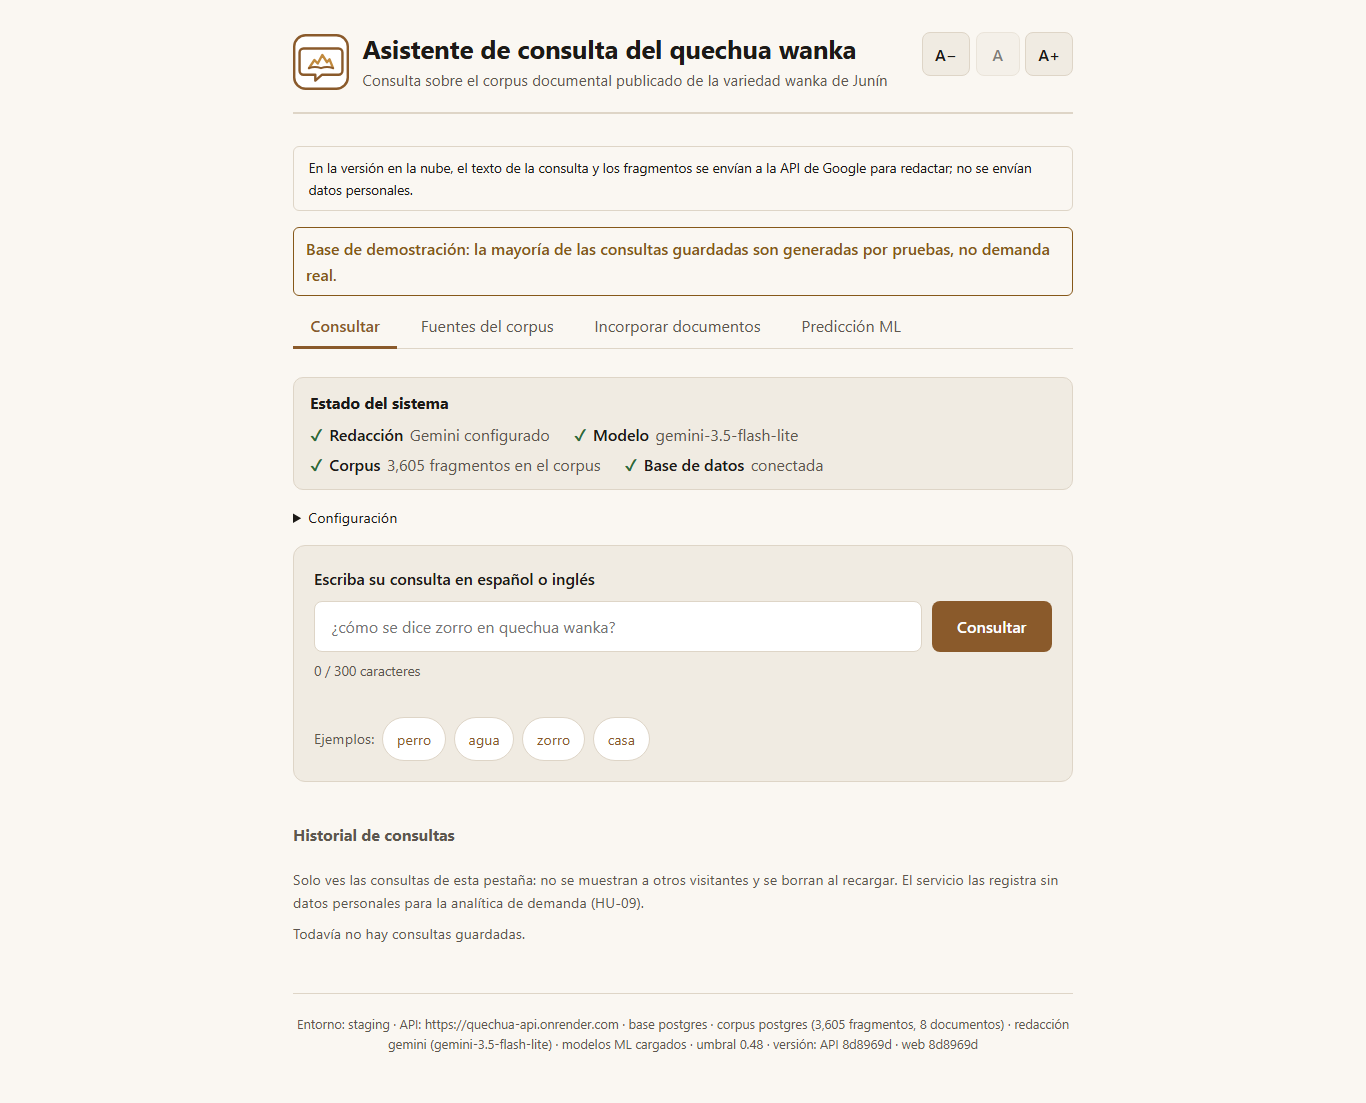 Asistente de consulta del quechua wanka
Consulta sobre el corpus documental publicado de la variedad wanka de Junín
A−
A
A+
En la versión en la nube, el texto de la consulta y los fragmentos se envían a la API de Google para redactar; no se envían
datos personales.
Base de demostración: la mayoría de las consultas guardadas son generadas por pruebas, no demanda
real.
Consultar Fuentes del corpus Incorporar documentos Predicción ML
Estado del sistema
✓ Redacción Gemini configurado ✓ Modelo gemini-3.5-flash-lite
✓ Corpus 3,605 fragmentos en el corpus ✓ Base de datos conectada
▶ Configuración
Escriba su consulta en español o inglés
¿cómo se dice zorro en quechua wanka? Consultar
0 / 300 caracteres
Ejemplos: perro agua zorro casa
Historial de consultas
Solo ves las consultas de esta pestaña: no se muestran a otros visitantes y se borran al recargar. El servicio las registra sin
datos personales para la analítica de demanda (HU-09).
Todavía no hay consultas guardadas.
Entorno: staging · API: https://quechua-api.onrender.com · base postgres · corpus postgres (3,605 fragmentos, 8 documentos) · redacción
gemini (gemini-3.5-flash-lite) · modelos ML cargados · umbral 0.48 · versión: API 8d8969d · web 8d8969d